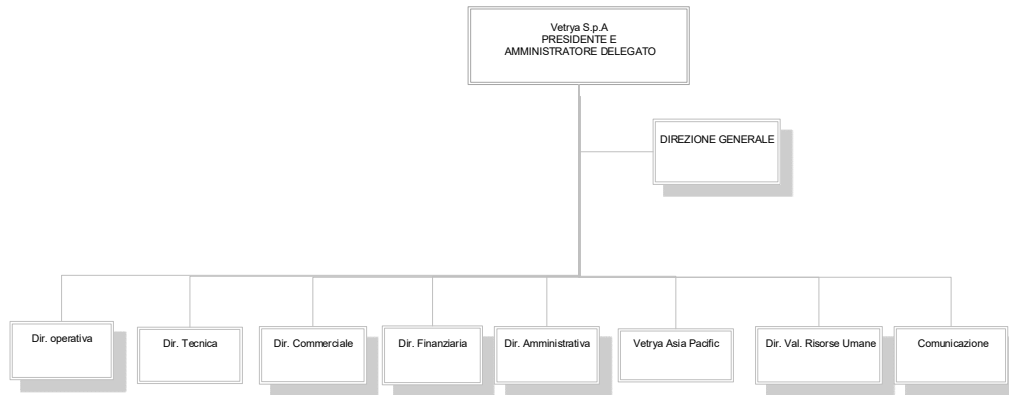 Vetrya S.p.A
PRESIDENTE E
AMMINISTRATORE DELEGATO
DIREZIONE GENERALE
Dir. operativa
Dir. Tecnica
Dir. Commerciale
Dir. Finanziaria
Dir. Amministrativa
Vetrya Asia Pacific
Dir. Val. Risorse Umane
Comunicazione